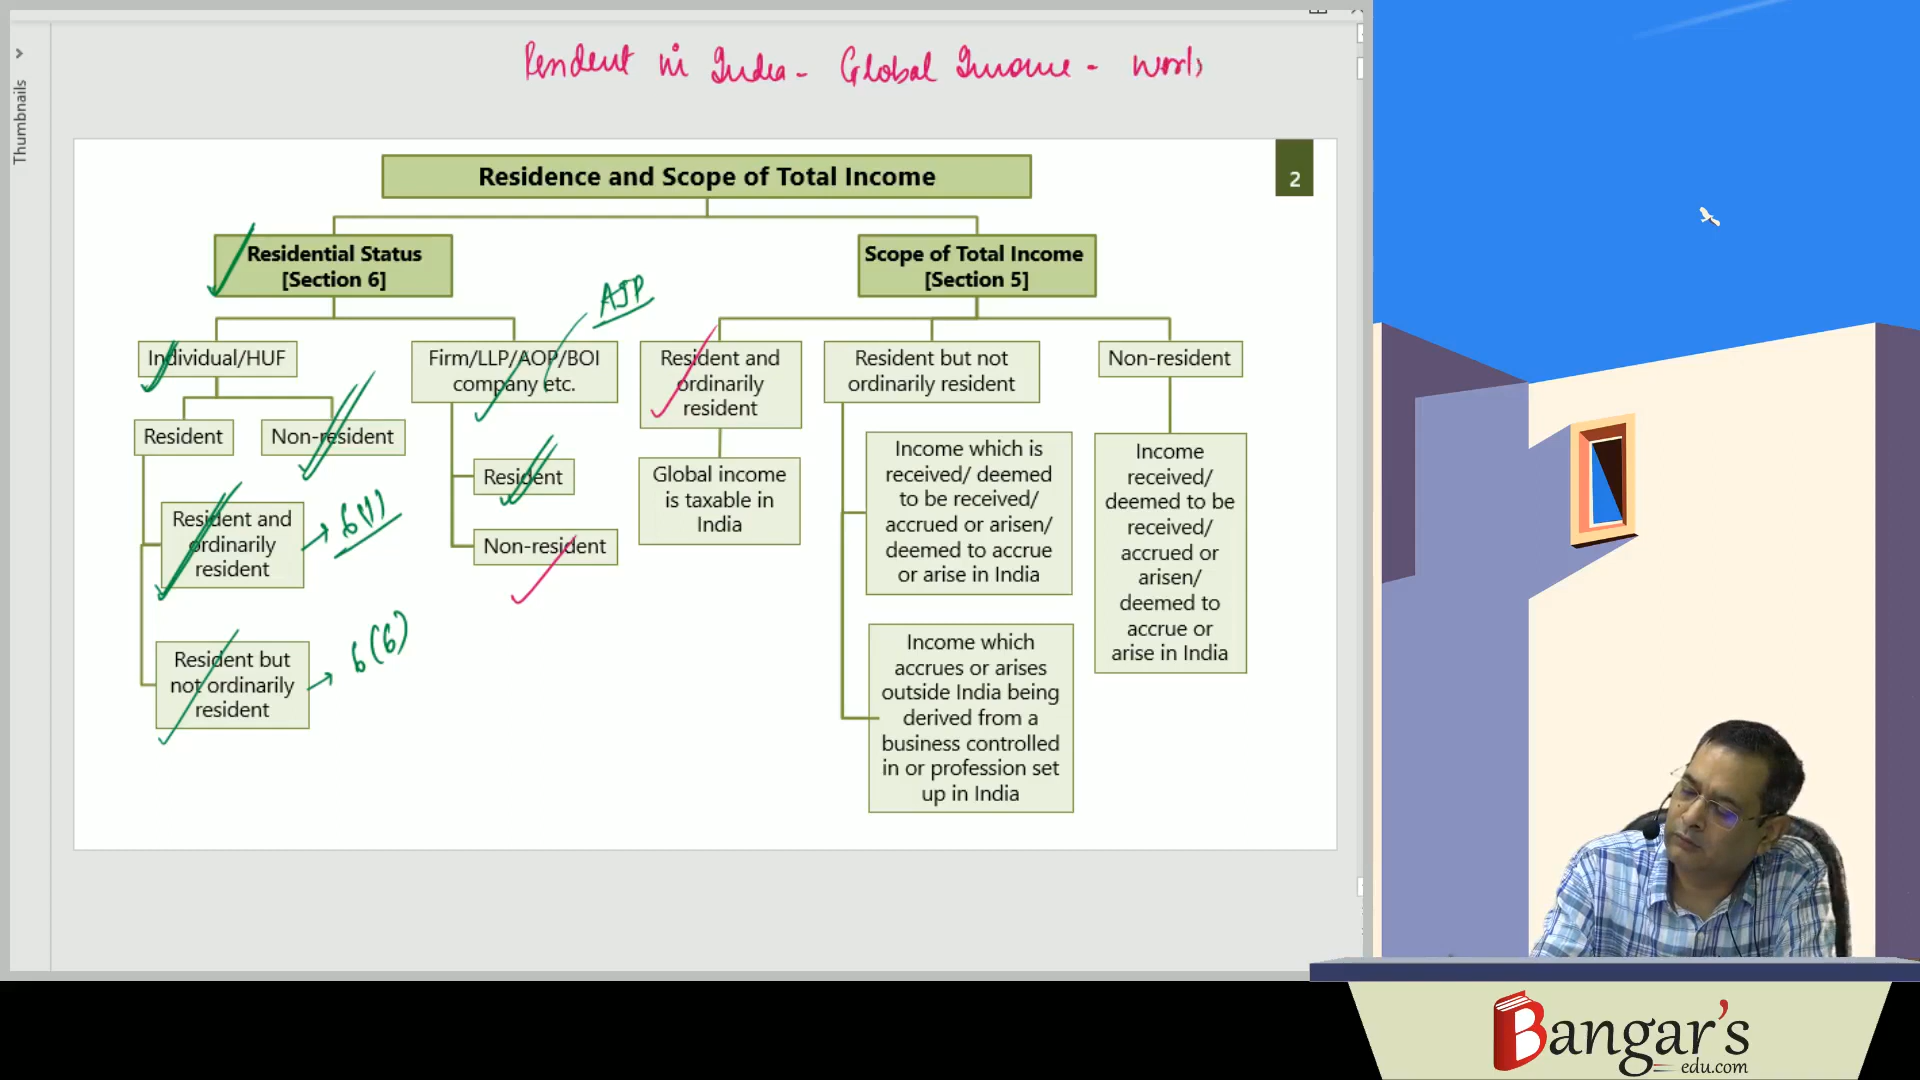 Resident in India - Global Income - worl
Thumbnails
Residence and Scope of Total Income
2
Residential Status
[Section 6]
Scope of Total Income
[Section 5]
AJP
Individual/HUF
Firm/LLP/AOP/BOI
company etc.
Resident and
ordinarily
resident
Resident but not
ordinarily resident
Non-resident
Resident
Non-resident
Resident
Non-resident
Resident and
ordinarily
resident
6(1)
Resident but
not ordinarily
resident
6(6)
Global income
is taxable in
India
Income which is
received/ deemed
to be received/
accrued or arisen/
deemed to accrue
or arise in India
Income which
accrues or arises
outside India being
derived from a
business controlled
in or profession set
up in India
Income
received/
deemed to be
received/
accrued or
arisen/
deemed to
accrue or
arise in India
Bangar's
edu.com